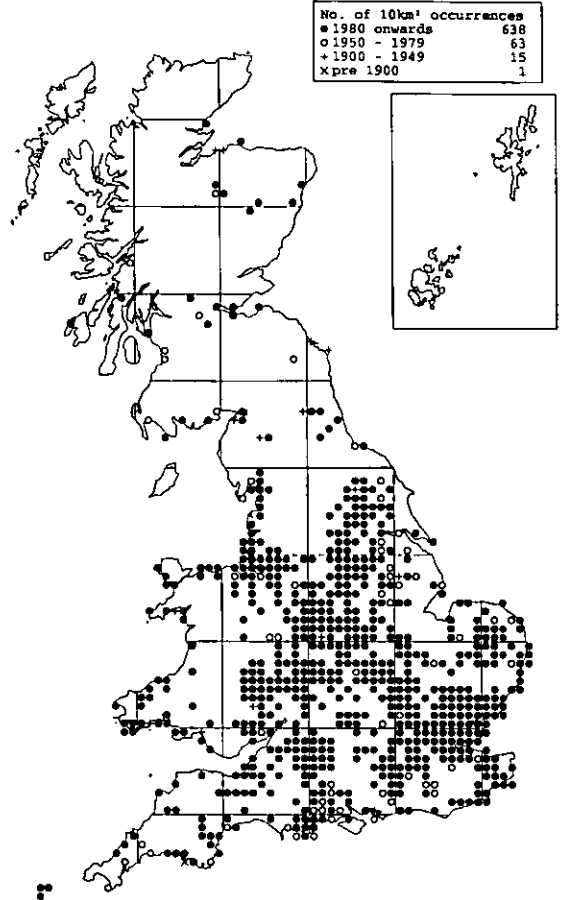 No. of 10km² occurrences
● 1980 onwards 638
○ 1950 - 1979 63
+ 1900 - 1949 15
× pre 1900 1